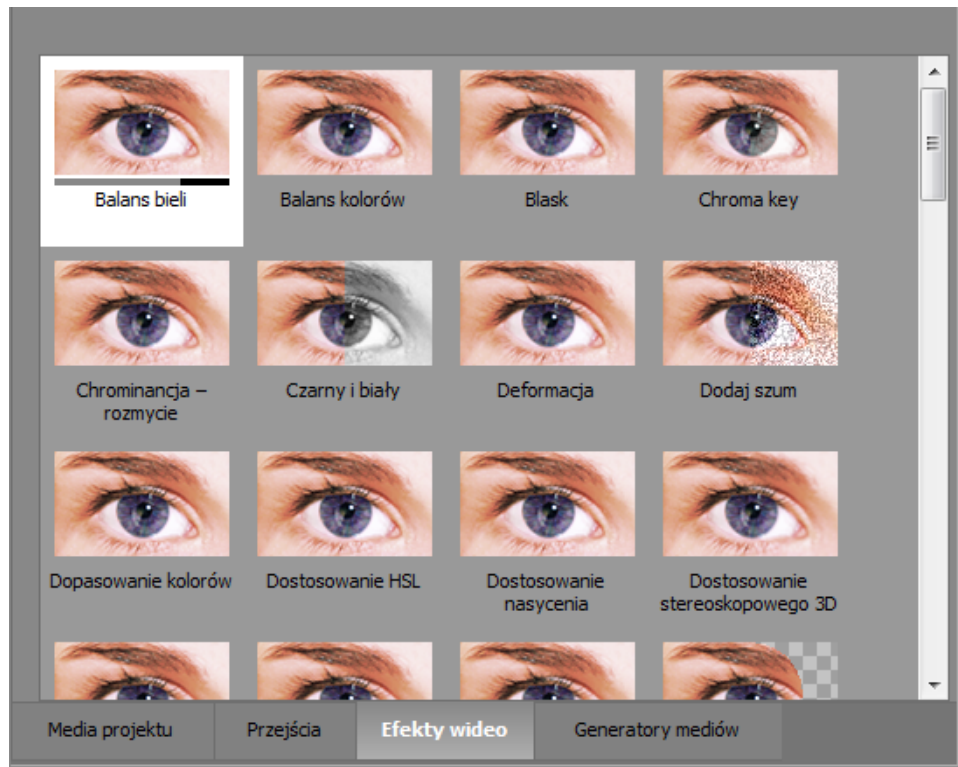 Balans bieli
Balans kolorów
Blask
Chroma key
Chrominancja –
rozmycie
Czarny i biały
Deformacja
Dodaj szum
Dopasowanie kolorów
Dostosowanie HSL
Dostosowanie
nasycenia
Dostosowanie
stereoskopowego 3D
Media projektu
Przejścia
Efekty wideo
Generatory mediów